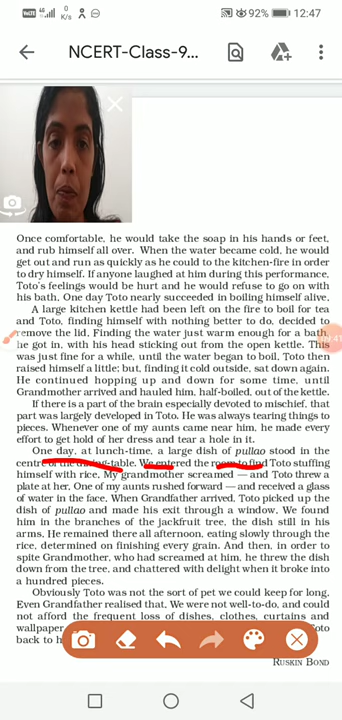 VoLTE 4G 0 K/s 92% 12:47
NCERT-Class-9...
Once comfortable, he would take the soap in his hands or feet,
and rub himself all over. When the water became cold, he would
get out and run as quickly as he could to the kitchen-fire in order
to dry himself. If anyone laughed at him during this performance,
Toto's feelings would be hurt and he would refuse to go on with
his bath. One day Toto nearly succeeded in boiling himself alive.
A large kitchen kettle had been left on the fire to boil for tea
and Toto, finding himself with nothing better to do, decided to
remove the lid. Finding the water just warm enough for a bath,
he got in, with his head sticking out from the open kettle. This
was just fine for a while, until the water began to boil. Toto then
raised himself a little; but, finding it cold outside, sat down again.
He continued hopping up and down for some time, until
Grandmother arrived and hauled him, half-boiled, out of the kettle.
If there is a part of the brain especially devoted to mischief, that
part was largely developed in Toto. He was always tearing things to
pieces. Whenever one of my aunts came near him, he made every
effort to get hold of her dress and tear a hole in it.
One day, at lunch-time, a large dish of pullao stood in the
centre of the dining-table. We entered the room to find Toto stuffing
himself with rice. My grandmother screamed — and Toto threw a
plate at her. One of my aunts rushed forward — and received a glass
of water in the face. When Grandfather arrived, Toto picked up the
dish of pullao and made his exit through a window. We found
him in the branches of the jackfruit tree, the dish still in his
arms. He remained there all afternoon, eating slowly through the
rice, determined on finishing every grain. And then, in order to
spite Grandmother, who had screamed at him, he threw the dish
down from the tree, and chattered with delight when it broke into
a hundred pieces.
Obviously Toto was not the sort of pet we could keep for long.
Even Grandfather realised that. We were not well-to-do, and could
not afford the frequent loss of dishes, clothes, curtains and
wallpaper
back to
RUSKIN BOND